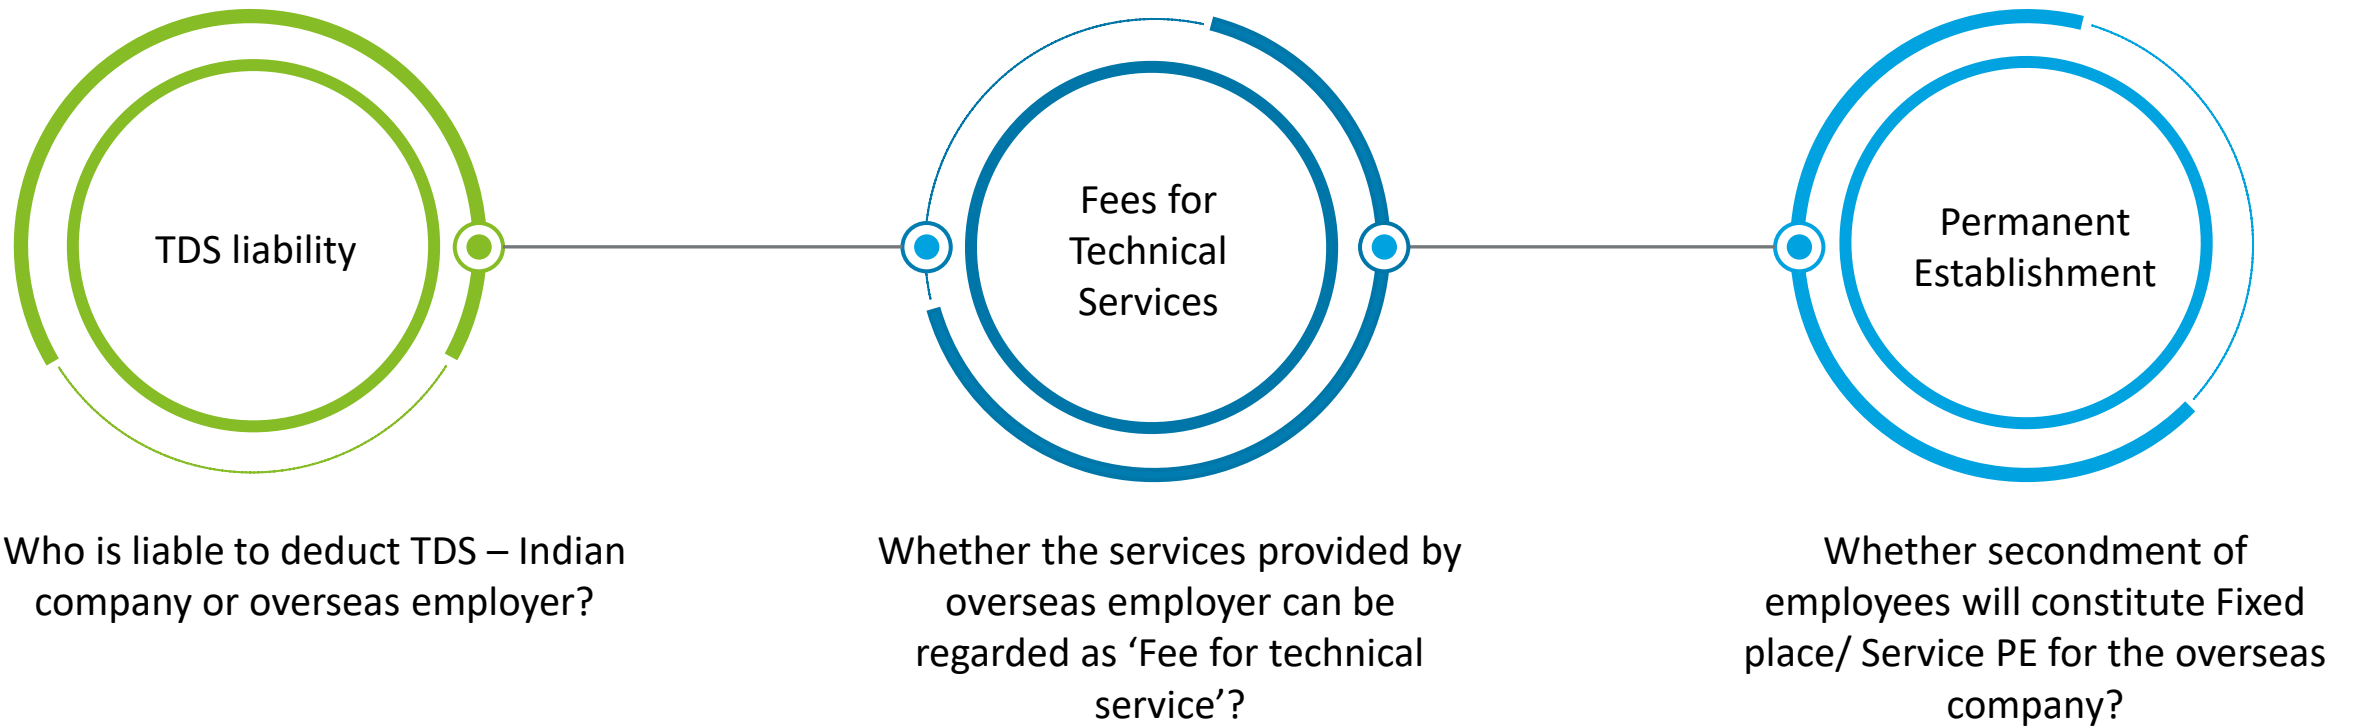 TDS liability
Fees for
Technical
Services
Permanent
Establishment
Who is liable to deduct TDS – Indian
company or overseas employer?
Whether the services provided by
overseas employer can be
regarded as ‘Fee for technical
service’?
Whether secondment of
employees will constitute Fixed
place/ Service PE for the overseas
company?